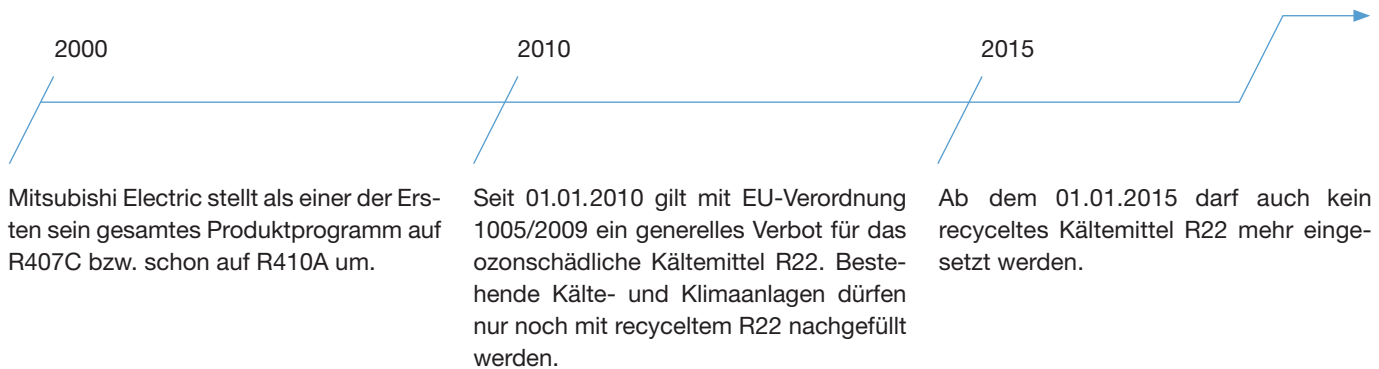 2000
Mitsubishi Electric stellt als einer der Ers-
ten sein gesamtes Produktprogramm auf
R407C bzw. schon auf R410A um.
2010
Seit 01.01.2010 gilt mit EU-Verordnung
1005/2009 ein generelles Verbot für das
ozonschädliche Kältemittel R22. Beste-
hende Kälte- und Klimaanlagen dürfen
nur noch mit recyceltem R22 nachgefüllt
werden.
2015
Ab dem 01.01.2015 darf auch kein
recyceltes Kältemittel R22 mehr einge-
setzt werden.